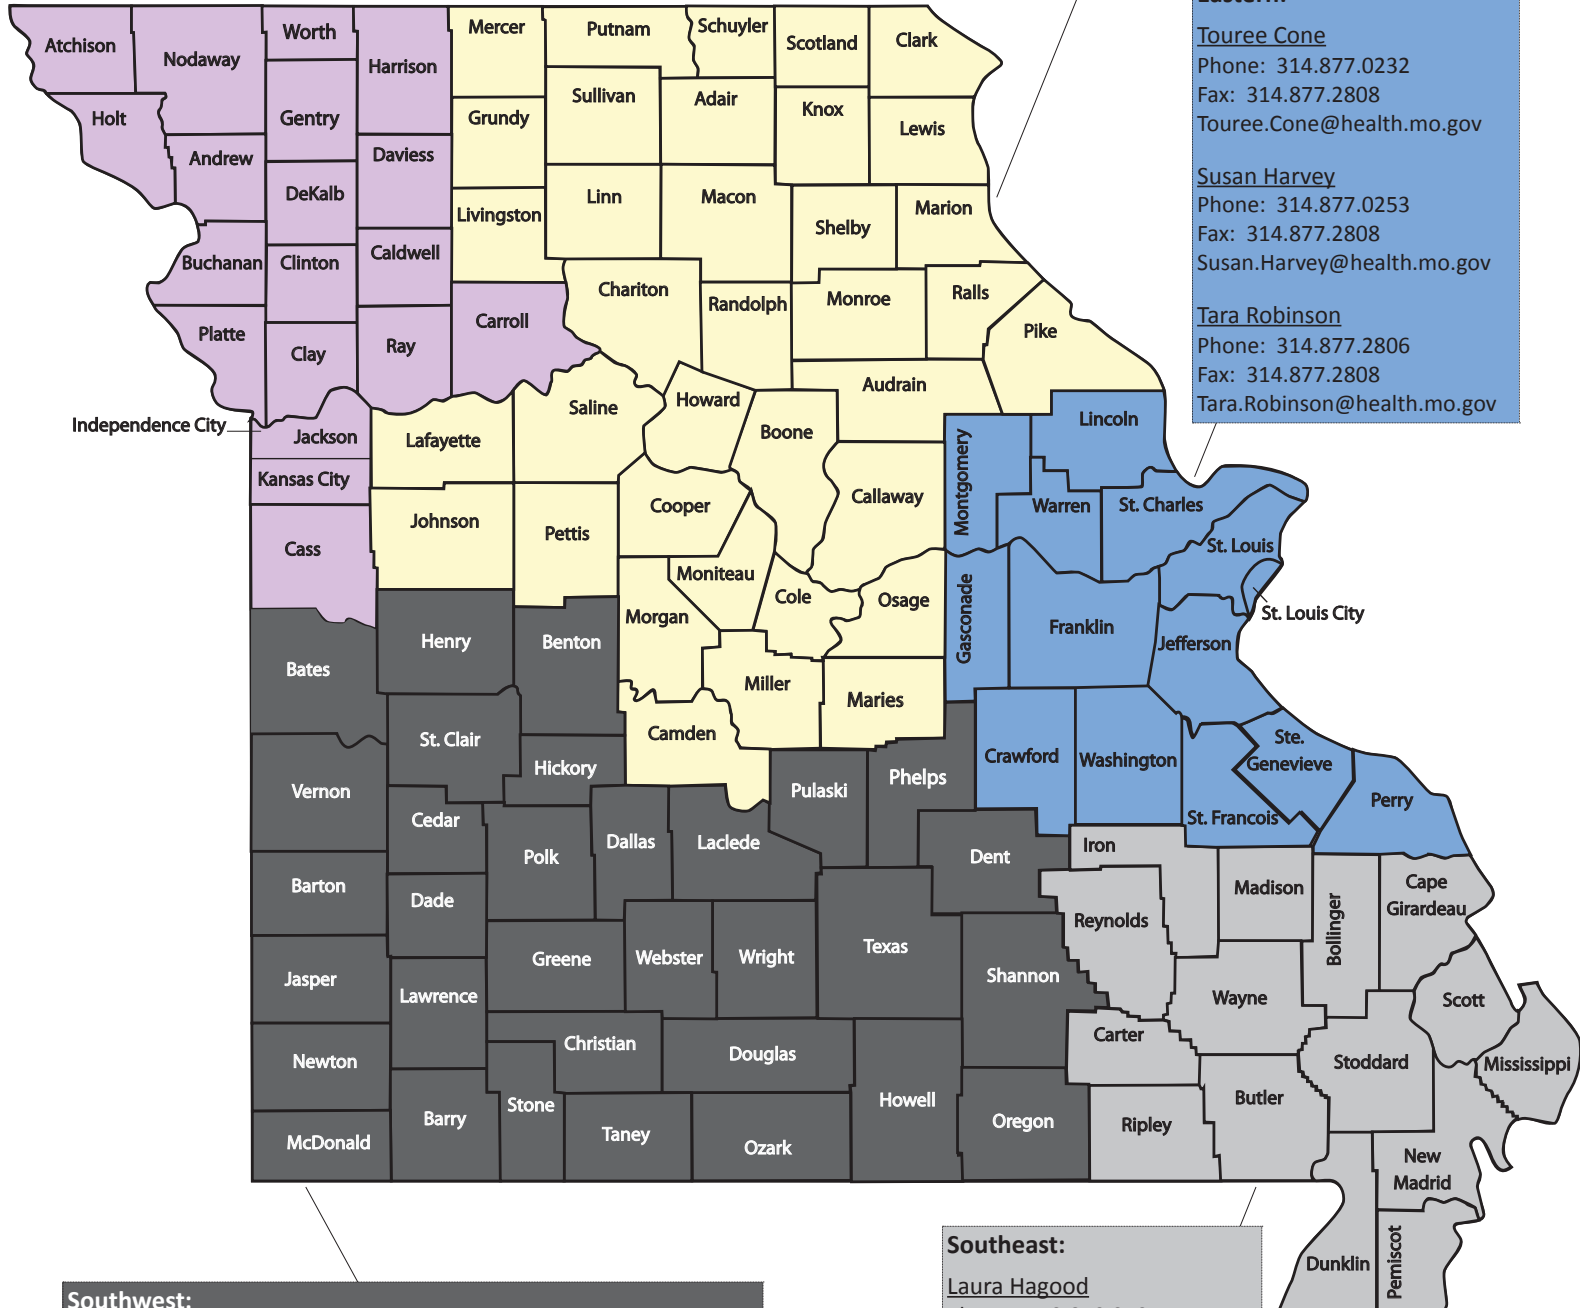 Atchison
Nodaway
Worth
Harrison
Mercer
Putnam
Schuyler
Scotland
Clark
Holt
Gentry
Grundy
Sullivan
Adair
Knox
Lewis
Andrew
Daviess
DeKalb
Livingston
Linn
Macon
Shelby
Marion
Buchanan
Clinton
Caldwell
Chariton
Randolph
Monroe
Ralls
Platte
Clay
Ray
Carroll
Pike
Independence City
Jackson
Lafayette
Saline
Howard
Boone
Audrain
Lincoln
Kansas City
Cass
Johnson
Pettis
Cooper
Callaway
Montgomery
Warren
St. Charles
St. Louis
St. Louis City
Moniteau
Morgan
Cole
Osage
Gasconade
Franklin
Jefferson
Bates
Henry
Benton
Miller
Maries
Camden
St. Clair
Hickory
Pulaski
Phelps
Crawford
Washington
Ste.
Genevieve
St. Francois
Perry
Vernon
Cedar
Polk
Dallas
Laclede
Dent
Iron
Madison
Bollinger
Cape
Girardeau
Barton
Dade
Greene
Webster
Wright
Texas
Reynolds
Shannon
Jasper
Lawrence
Christian
Douglas
Wayne
Scott
Carter
Stoddard
Mississippi
Newton
Barry
Stone
Taney
Ozark
Howell
Oregon
Ripley
Butler
McDonald
New
Madrid
Dunklin
Pemiscot
Touree Cone
Phone: 314.877.0232
Fax: 314.877.2808
Touree.Cone@health.mo.gov
Susan Harvey
Phone: 314.877.0253
Fax: 314.877.2808
Susan.Harvey@health.mo.gov
Tara Robinson
Phone: 314.877.2806
Fax: 314.877.2808
Tara.Robinson@health.mo.gov
Southwest:
Southeast:
Laura Hagood